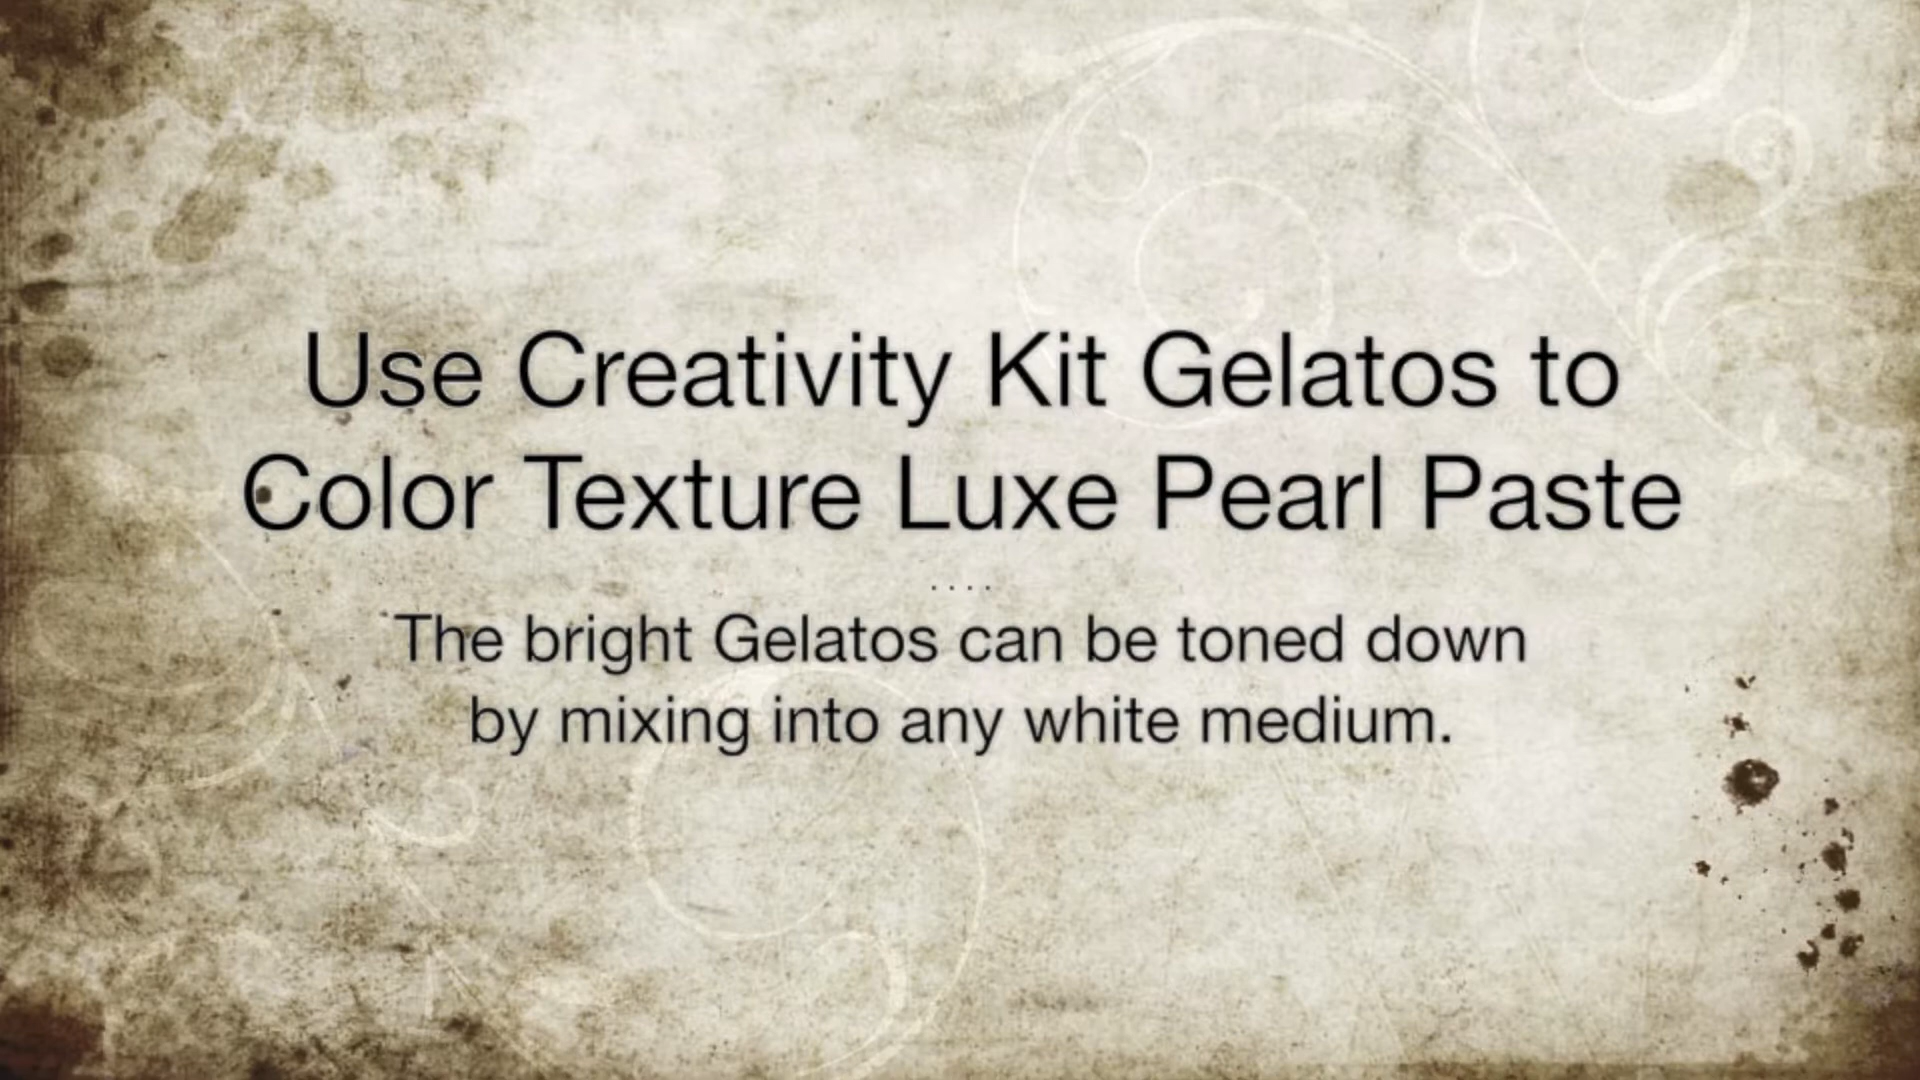 Use Creativity Kit Gelatos to
Color Texture Luxe Pearl Paste
. . . .
The bright Gelatos can be toned down
by mixing into any white medium.